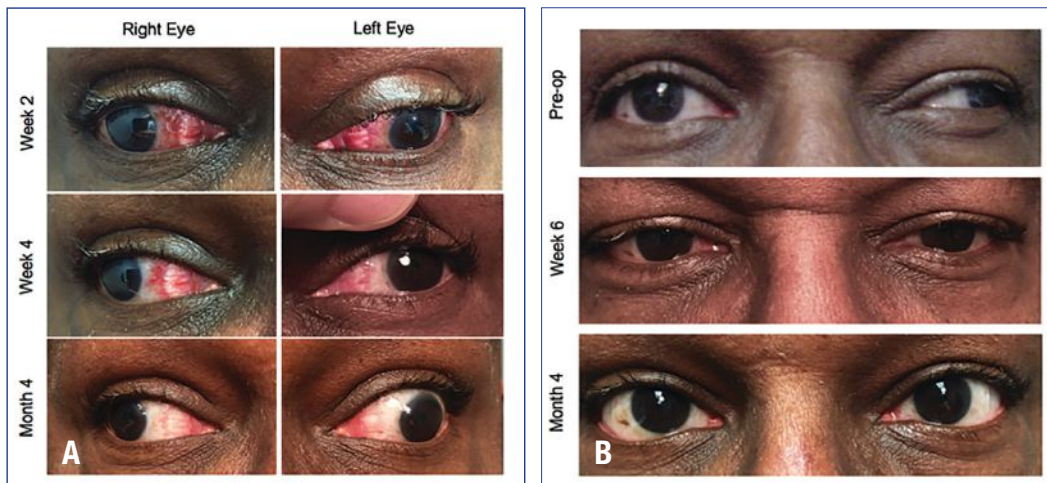 Right Eye
Left Eye
Week 2
Week 4
Month 4
A
Pre-op
Week 6
Month 4
B